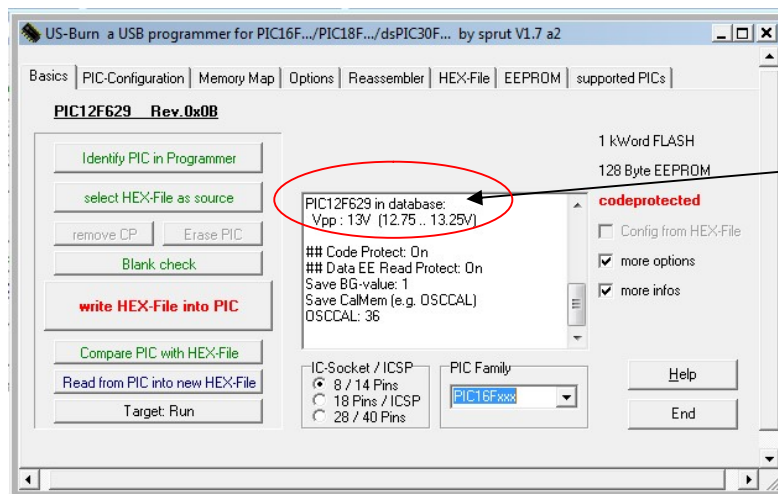 US-Burn a USB programmer for PIC16F.../PIC18F.../dsPIC30F... by sprut V1.7 a2
Basics PIC-Configuration Memory Map Options Reassembler HEX-File EEPROM supported PICs
PIC12F629 Rev.0x0B
Identify PIC in Programmer
select HEX-File as source
remove CP Erase PIC
Blank check
write HEX-File into PIC
Compare PIC with HEX-File
Read from PIC into new HEX-File
Target: Run
PIC12F629 in database:
Vpp : 13V (12.75 .. 13.25V)
## Code Protect: On
## Data EE Read Protect: On
Save BG-value: 1
Save CalMem (e.g. OSCCAL)
OSCCAL: 36
IC-Socket / ICSP
8 / 14 Pins
18 Pins / ICSP
28 / 40 Pins
PIC Family
PIC16Fxxx
1 kWord FLASH
128 Byte EEPROM
codeprotected
Config from HEX-File
more options
more infos
Help
End